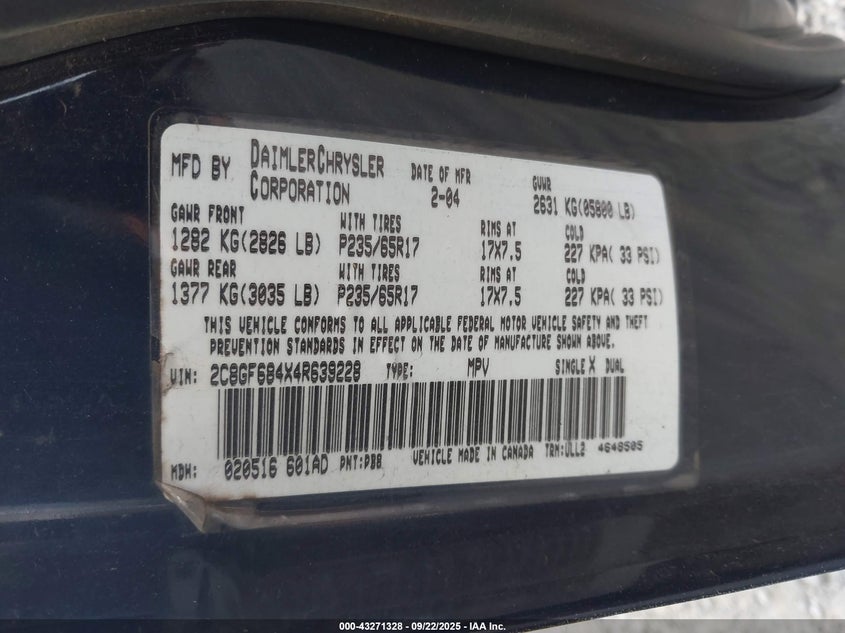 MFD BY DAIMLERCHRYSLER CORPORATION DATE OF MFR 2-04 GVWR 2631 KG(05800 LB)
GAWR FRONT WITH TIRES RIMS AT COLD
1282 KG(2826 LB) P235/65R17 17X7.5 227 KPA( 33 PSI)
GAWR REAR WITH TIRES RIMS AT COLD
1377 KG(3035 LB) P235/65R17 17X7.5 227 KPA( 33 PSI)
THIS VEHICLE CONFORMS TO ALL APPLICABLE FEDERAL MOTOR VEHICLE SAFETY AND THEFT
PREVENTION STANDARDS IN EFFECT ON THE DATE OF MANUFACTURE SHOWN ABOVE.
VIN: 2C8GF684X4R639228 TYPE: MPV SINGLE X DUAL
MDH: 020516 601AD PNT:PBB VEHICLE MADE IN CANADA TRM:ULL2 4648505
000-43271328 - 09/22/2025 - IAA Inc.